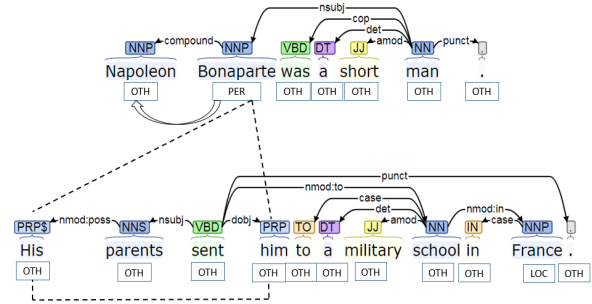 nsubj
cop
det
compound amod punct
NNP NNP VBD DT JJ NN .
Napoleon Bonaparte was a short man .
OTH PER OTH OTH OTH OTH OTH
punct
nmod:to
case
det
nmod:poss nsubj dobj amod nmod:in case
PRP$ NNS VBD PRP TO DT JJ NN IN NNP .
His parents sent him to a military school in France .
OTH OTH OTH OTH OTH OTH OTH OTH OTH LOC OTH